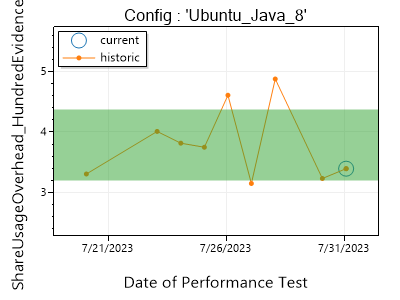 Config : 'Ubuntu_Java_8'
current
historic
ShareUsageOverhead_HundredEvidence
5
4
3
7/21/2023
7/26/2023
7/31/2023
Date of Performance Test